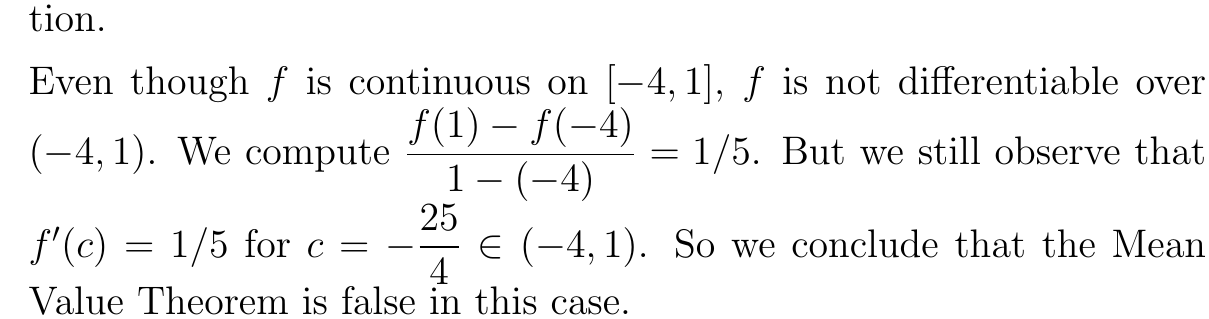 tion.
Even though f is continuous on [−4, 1], f is not differentiable over
(−4, 1). We compute \frac{f(1) − f(−4)}{1 − (−4)} = 1/5. But we still observe that
f′(c) = 1/5 for c = −\frac{25}{4} ∈ (−4, 1). So we conclude that the Mean
Value Theorem is false in this case.